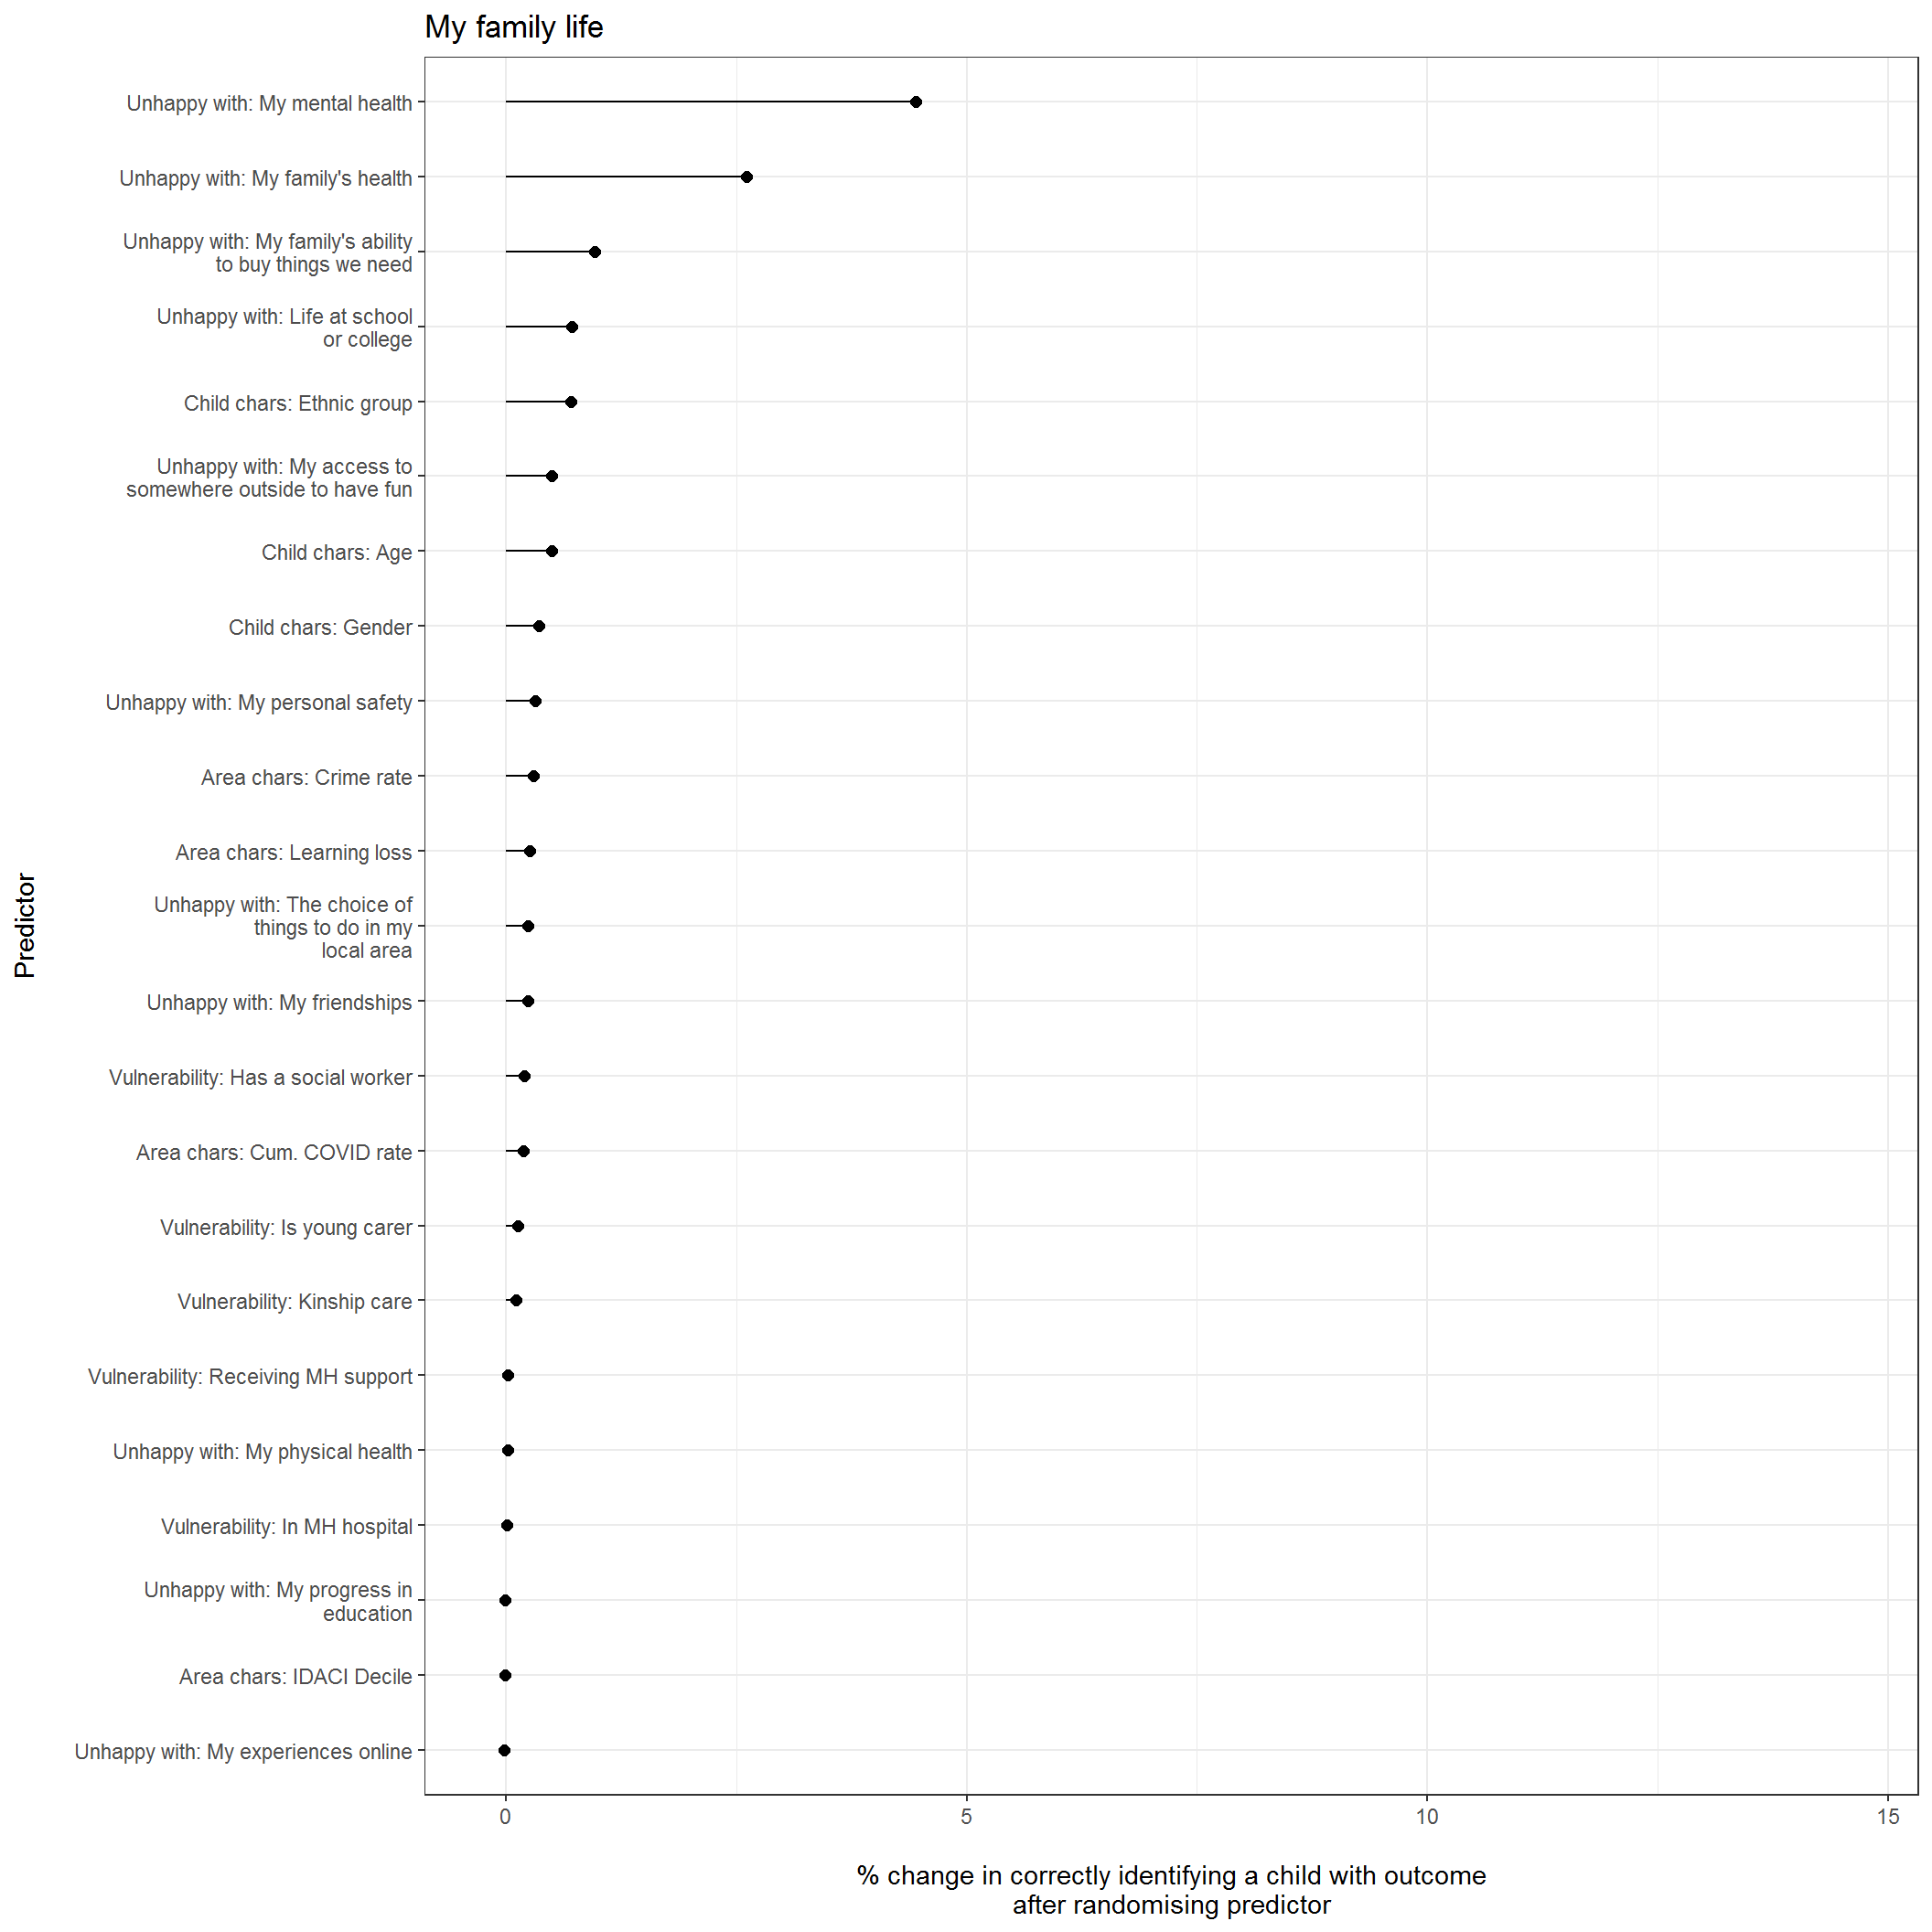 My family life
Unhappy with: My mental health
Unhappy with: My family's health
Unhappy with: My family's ability
to buy things we need
Unhappy with: Life at school
or college
Child chars: Ethnic group
Unhappy with: My access to
somewhere outside to have fun
Child chars: Age
Child chars: Gender
Unhappy with: My personal safety
Area chars: Crime rate
Area chars: Learning loss
Unhappy with: The choice of
things to do in my
local area
Unhappy with: My friendships
Vulnerability: Has a social worker
Area chars: Cum. COVID rate
Vulnerability: Is young carer
Vulnerability: Kinship care
Vulnerability: Receiving MH support
Unhappy with: My physical health
Vulnerability: In MH hospital
Unhappy with: My progress in
education
Area chars: IDACI Decile
Unhappy with: My experiences online
Predictor
0 5 10 15
% change in correctly identifying a child with outcome
after randomising predictor